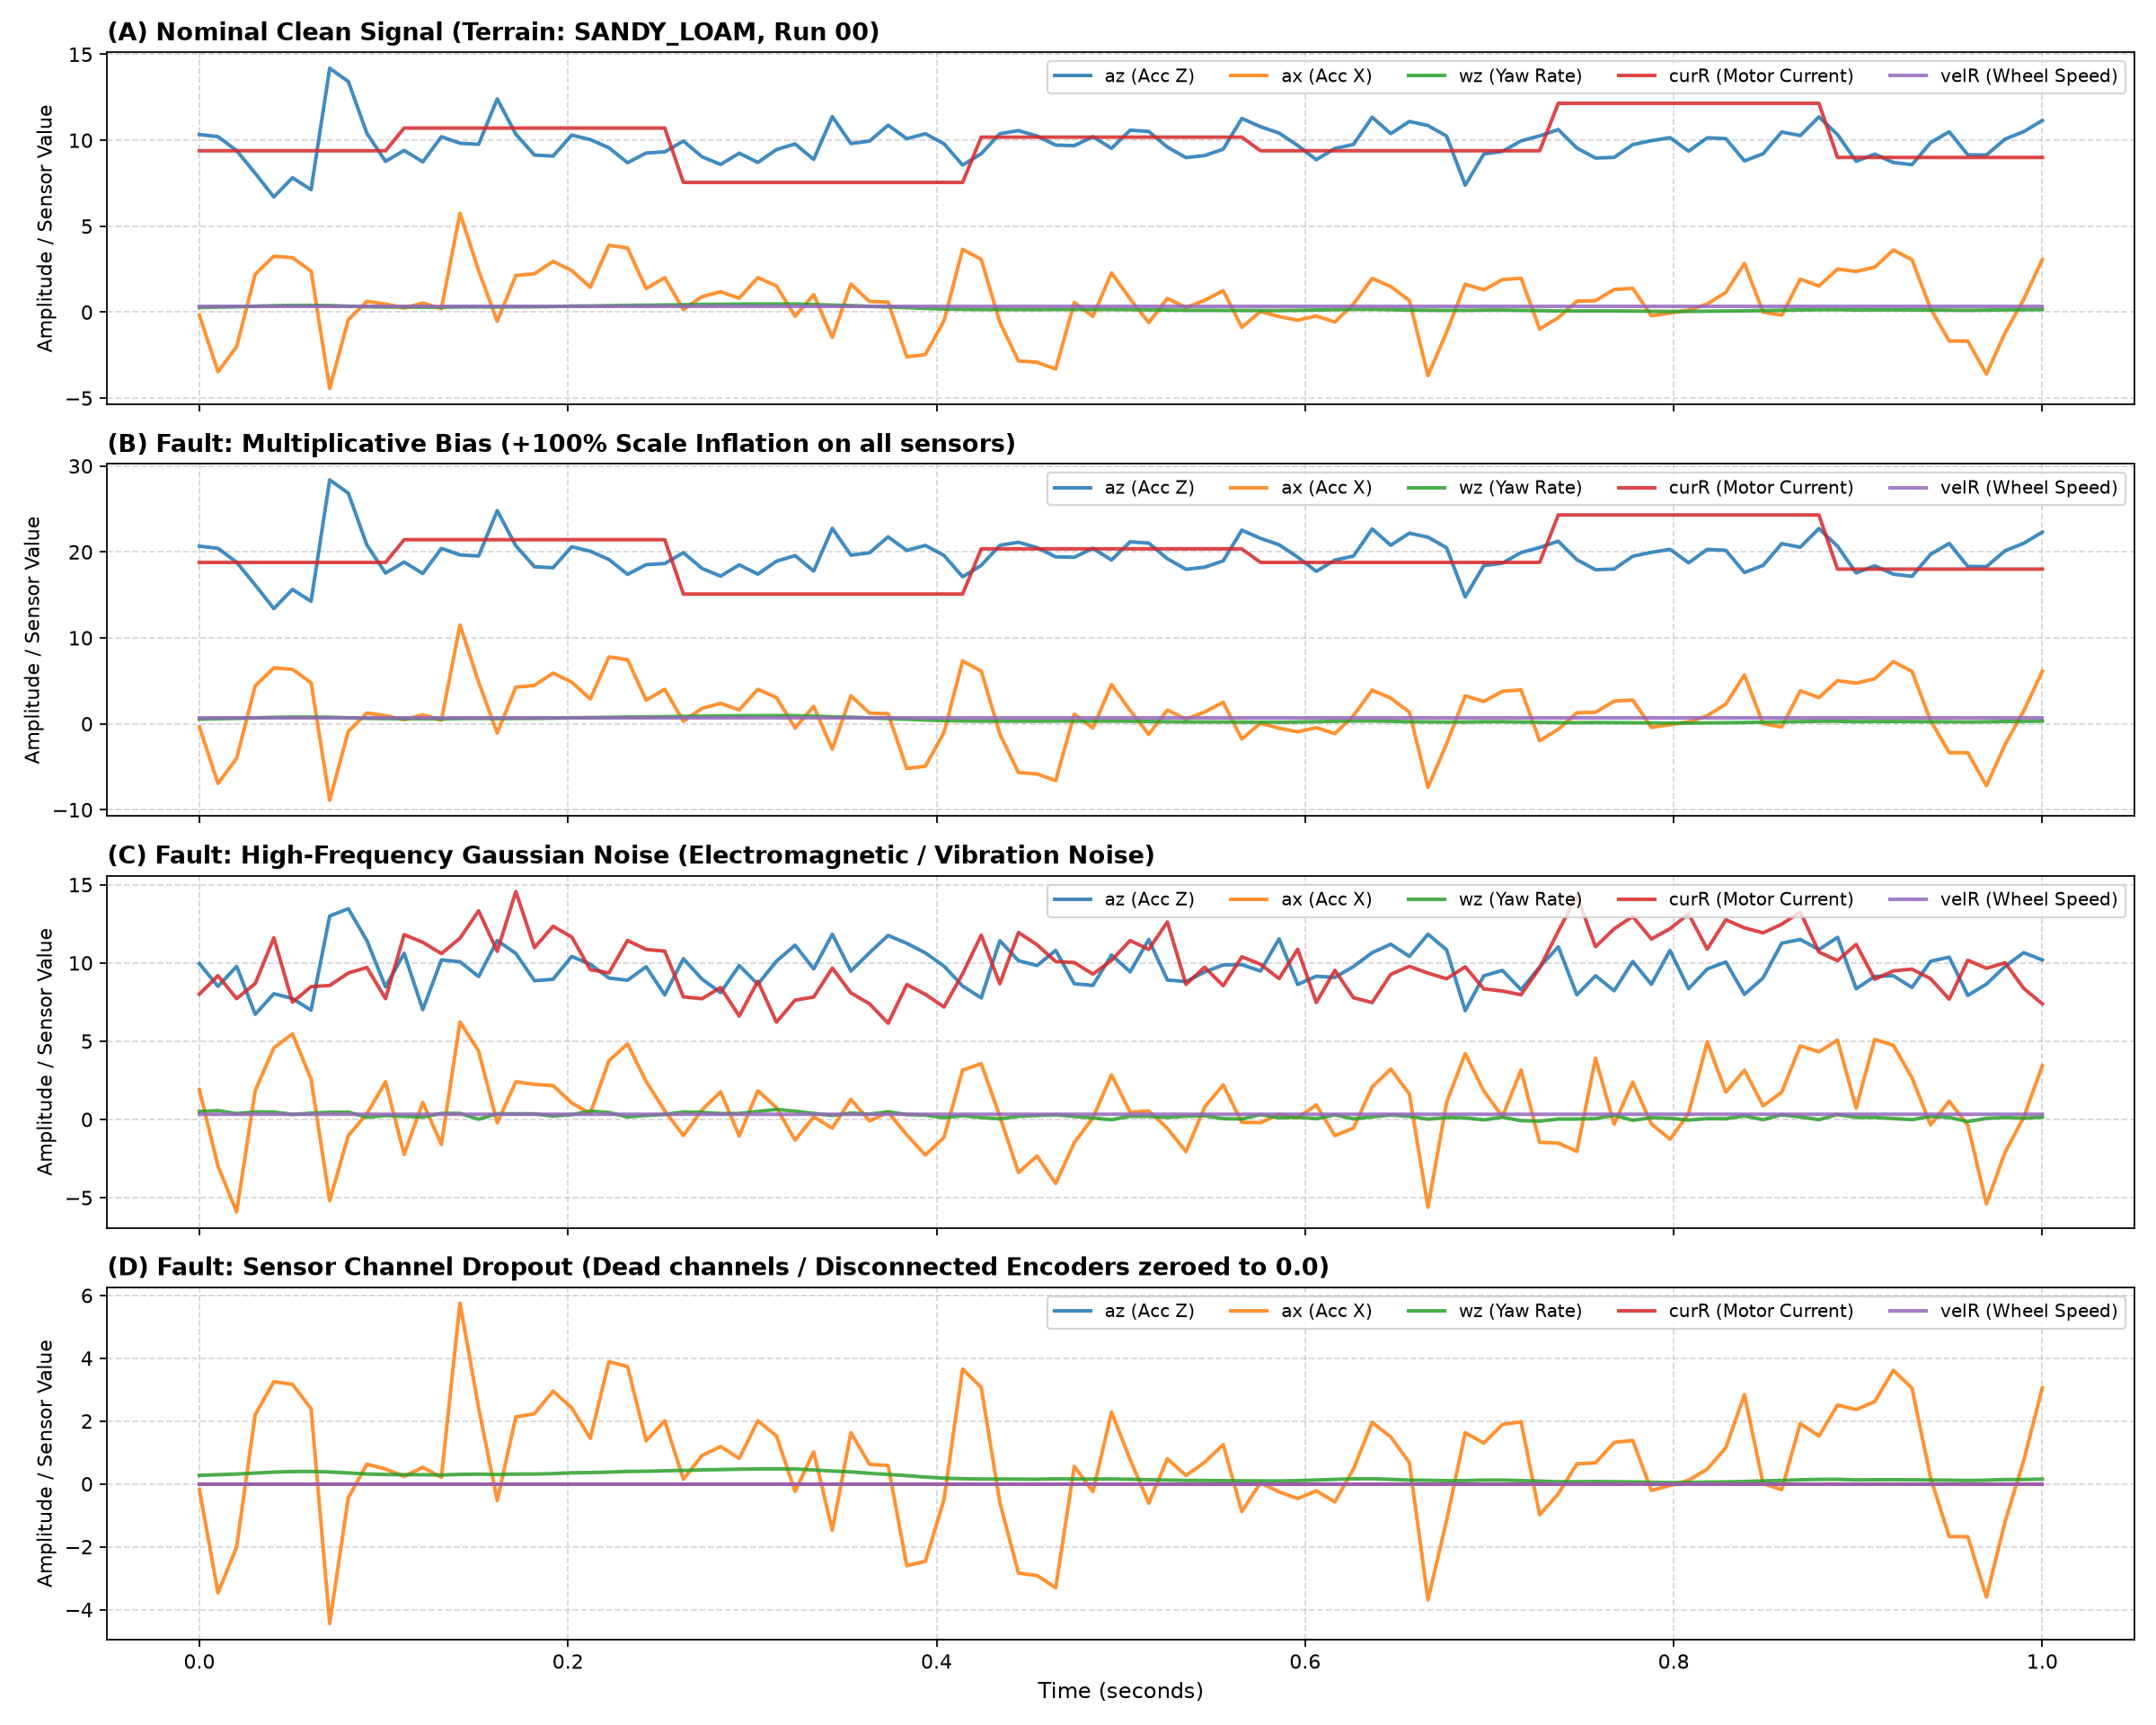 (A) Nominal Clean Signal (Terrain: SANDY_LOAM, Run 00)
15
10
5
0
−5
Amplitude / Sensor Value
az (Acc Z) ax (Acc X) wz (Yaw Rate) curR (Motor Current) velR (Wheel Speed)
(B) Fault: Multiplicative Bias (+100% Scale Inflation on all sensors)
30
20
10
0
−10
Amplitude / Sensor Value
az (Acc Z) ax (Acc X) wz (Yaw Rate) curR (Motor Current) velR (Wheel Speed)
(C) Fault: High-Frequency Gaussian Noise (Electromagnetic / Vibration Noise)
15
10
5
0
−5
Amplitude / Sensor Value
az (Acc Z) ax (Acc X) wz (Yaw Rate) curR (Motor Current) velR (Wheel Speed)
(D) Fault: Sensor Channel Dropout (Dead channels / Disconnected Encoders zeroed to 0.0)
6
4
2
0
−2
−4
Amplitude / Sensor Value
az (Acc Z) ax (Acc X) wz (Yaw Rate) curR (Motor Current) velR (Wheel Speed)
0.0 0.2 0.4 0.6 0.8 1.0
Time (seconds)